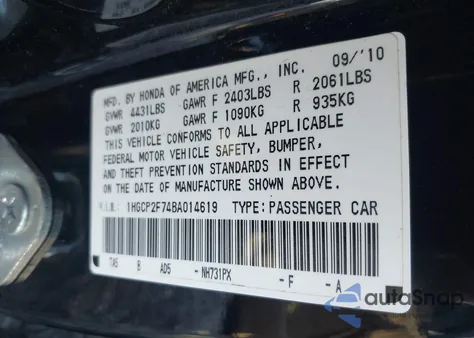 MFD. BY HONDA OF AMERICA MFG., INC. 09/'10
GVWR 4431LBS GAWR F 2403LBS R 2061LBS
GVWR 2010KG GAWR F 1090KG R 935KG
THIS VEHICLE CONFORMS TO ALL APPLICABLE
FEDERAL MOTOR VEHICLE SAFETY, BUMPER,
AND THEFT PREVENTION STANDARDS IN EFFECT
ON THE DATE OF MANUFACTURE SHOWN ABOVE.
V.I.N.: 1HGCP2F74BA014619 TYPE: PASSENGER CAR
TA5 B AD5 - NH731PX -F -A
autoSnap